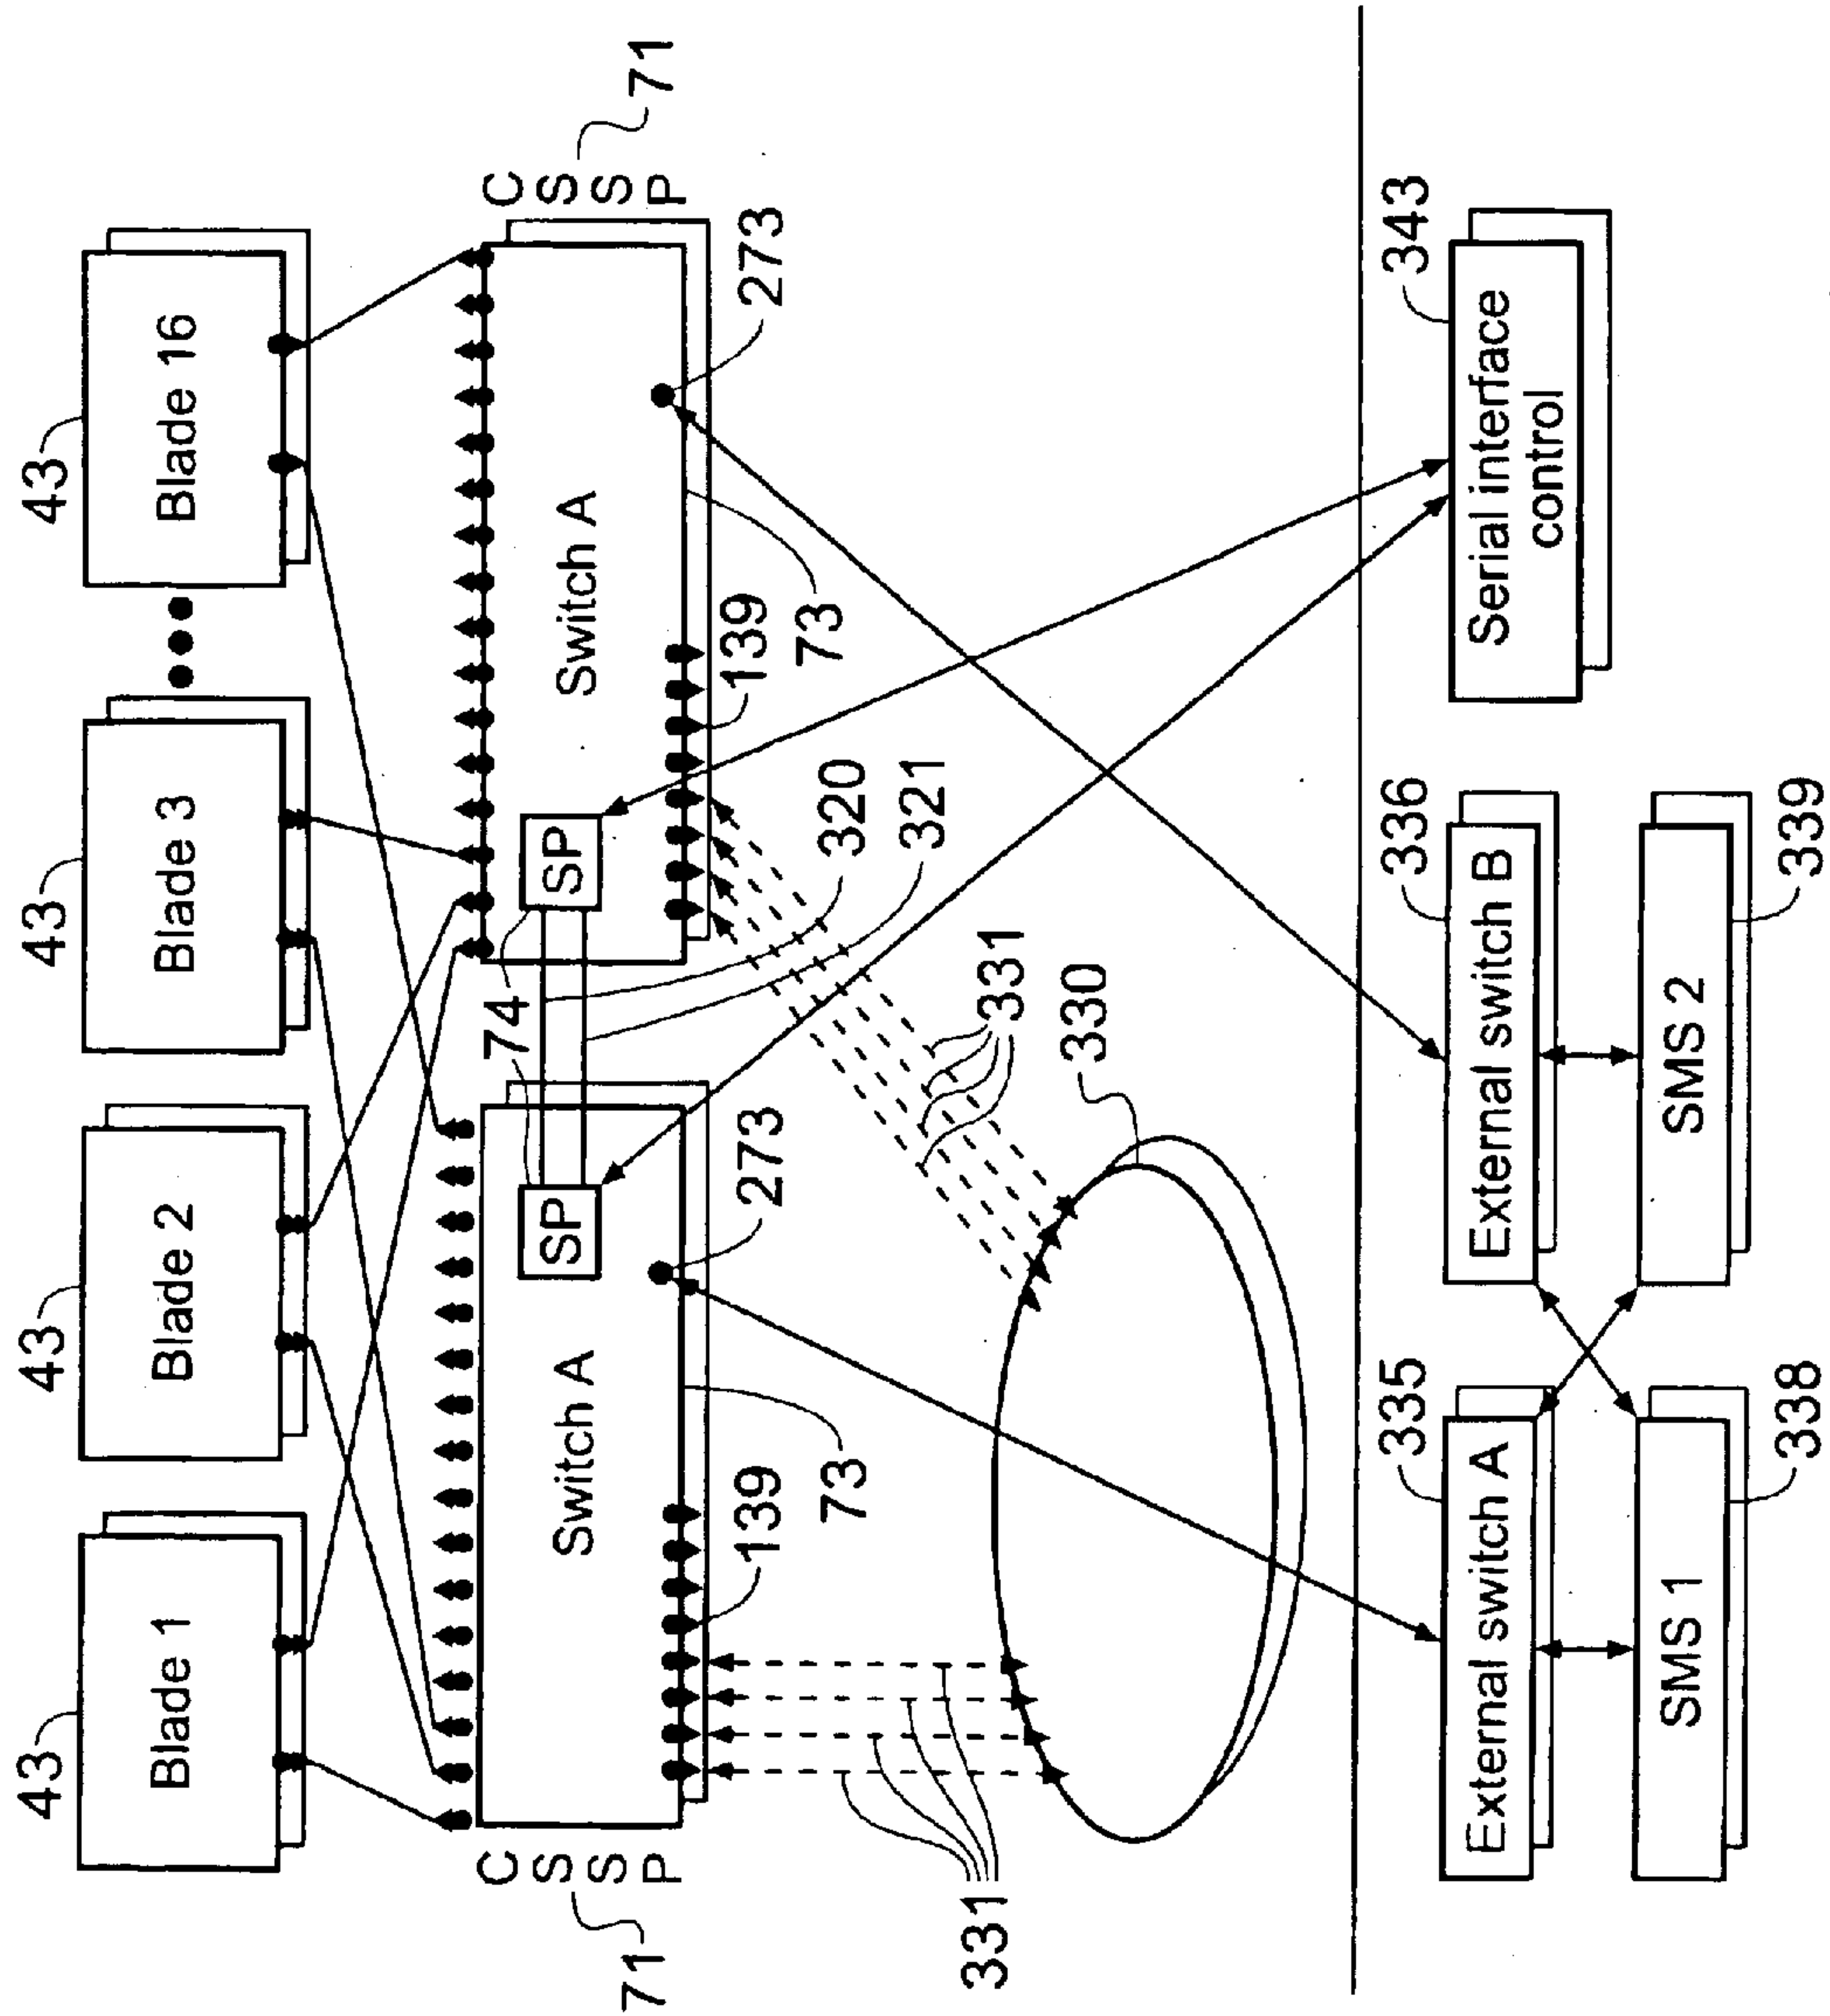 43
43
43
43
Blade 1
Blade 2
Blade 3
Blade 16
C
S
S
P
71
Switch A
SP
74
SP
Switch A
C
S
S
P
71
139
73
273
320
321
139
73
273
331
331
330
335
External switch A
336
External switch B
343
Serial interface
control
SMS 1
338
SMS 2
339